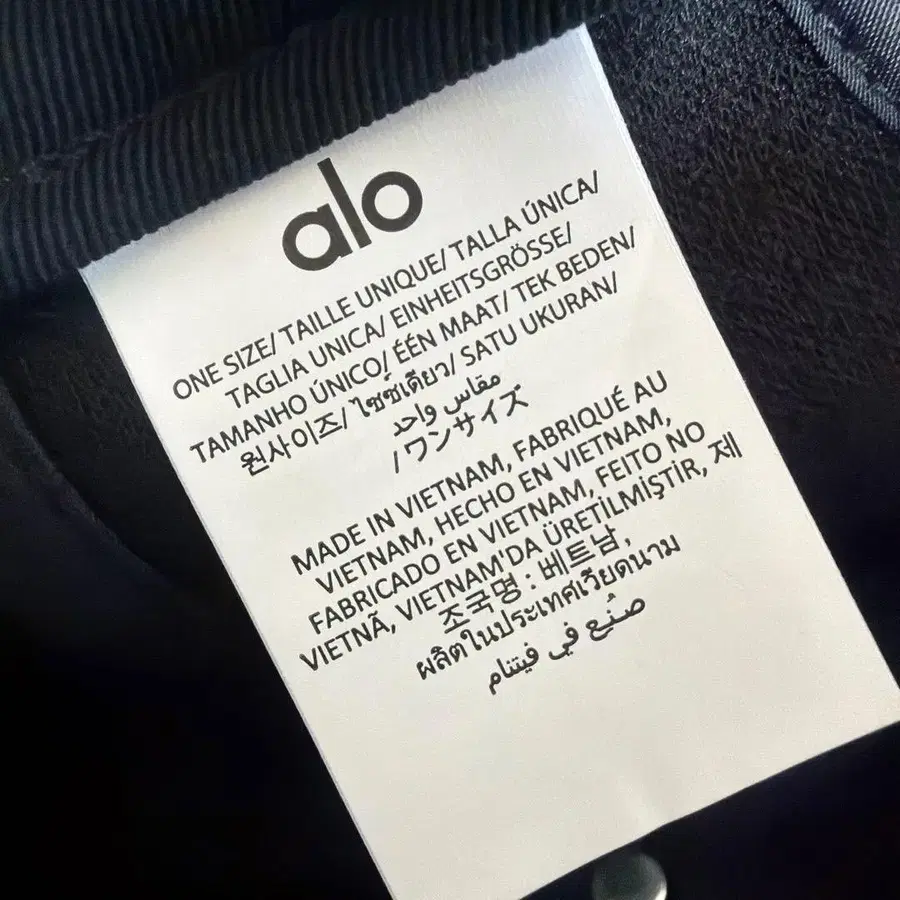 alo
ONE SIZE/ TAILLE UNIQUE/ TALLA ÚNICA/
TAGLIA UNICA/ EINHEITSGRÖSSE/
TAMANHO ÚNICO/ ÉÉN MAAT/ TEK BEDEN/
원사이즈/ ไซซ์เดียว/ SATU UKURAN/
مقاس واحد
/ワンサイズ
MADE IN VIETNAM, FABRIQUÉ AU
VIETNAM, HECHO EN VIETNAM,
FABRICADO EN VIETNAM, FEITO NO
VIETNÃ, VIETNAM'DA ÜRETİLMİŞTİR, 제
조국명 : 베트남,
ผลิตในประเทศเวียดนาม
صُنع في فيتنام